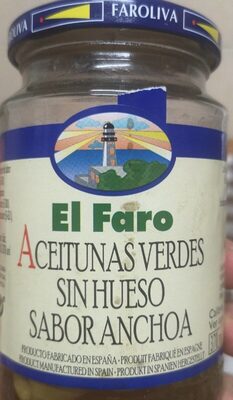 FAROLIVA
El Faro
ACEITUNAS VERDES
SIN HUESO
SABOR ANCHOA
PRODUCTO FABRICADO EN ESPAÑA - PRODUIT FABRIQUÉ EN ESPAGNE
PRODUCT MANUFACTURED IN SPAIN - PRODUKT IN SPANIEN HERGESTELLT